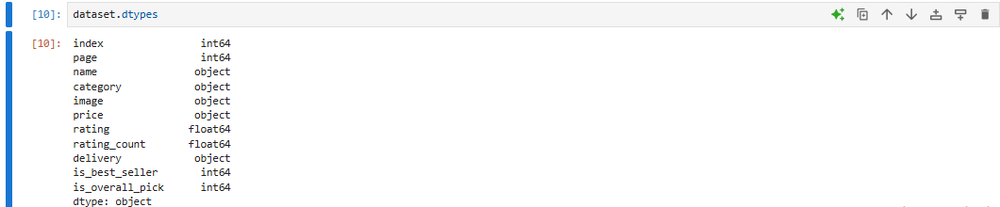 [10]: dataset.dtypes
[10]: index int64
page int64
name object
category object
image object
price object
rating float64
rating_count float64
delivery object
is_best_seller int64
is_overall_pick int64
dtype: object